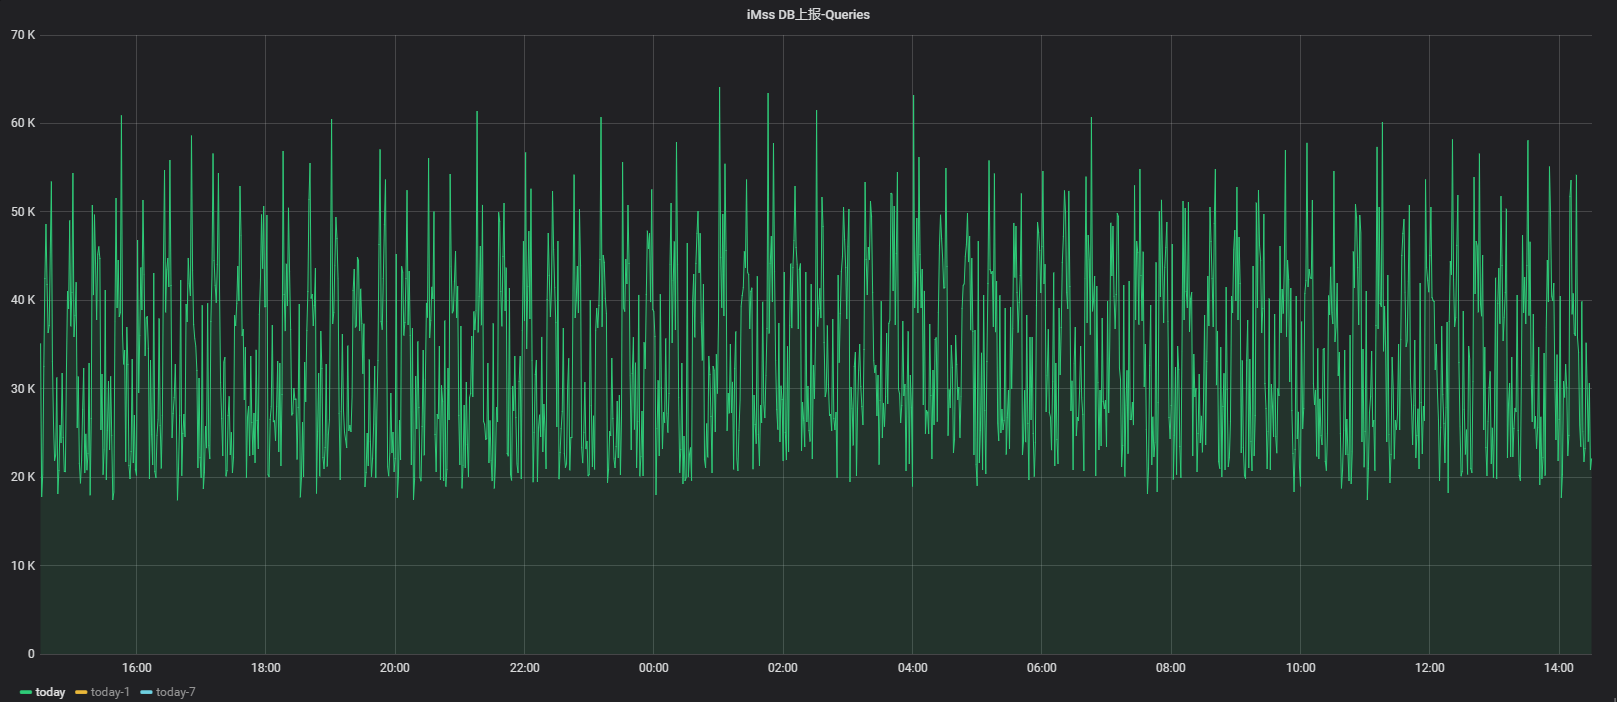 iMss DB上报-Queries
70 K
60 K
50 K
40 K
30 K
20 K
10 K
0
16:00 18:00 20:00 22:00 00:00 02:00 04:00 06:00 08:00 10:00 12:00 14:00
today today-1 today-7